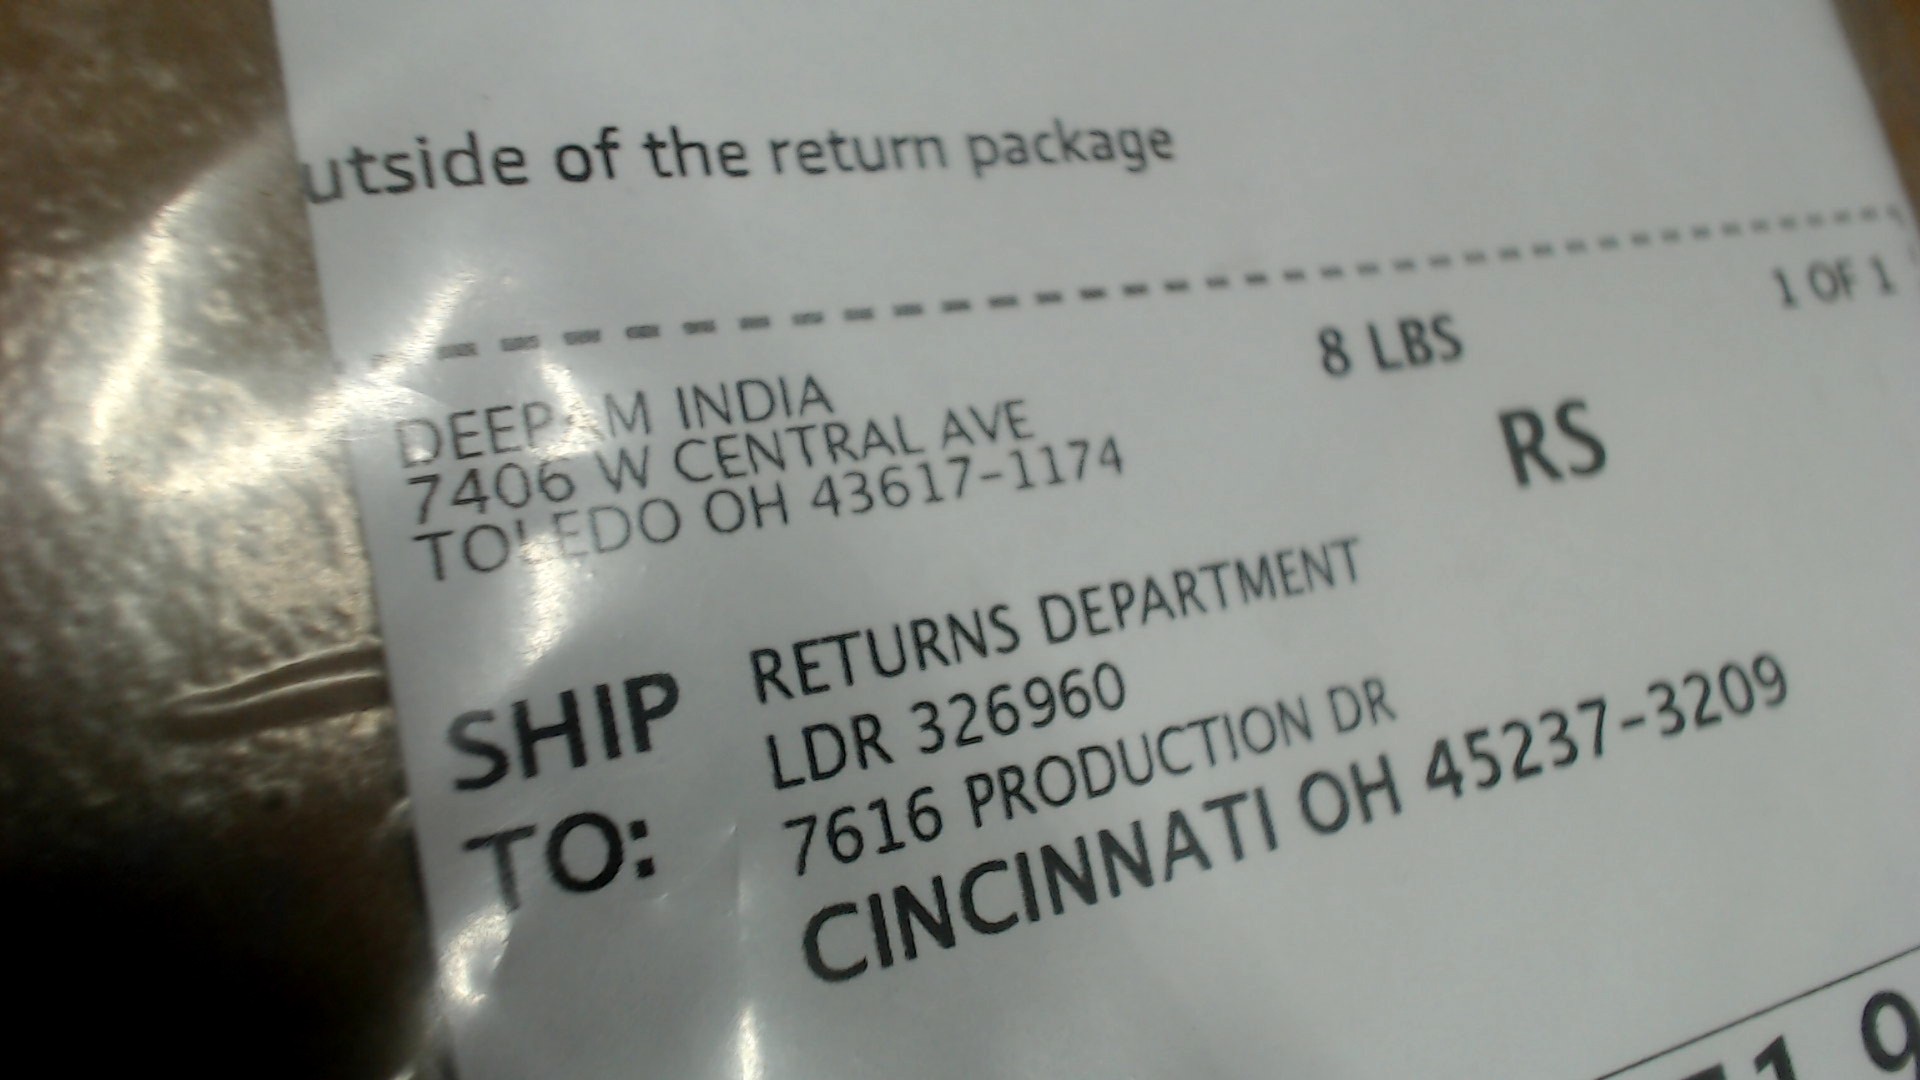 utside of the return package
1 OF 1
8 LBS
RS
DEEPAM INDIA
7406 W CENTRAL AVE
TOLEDO OH 43617-1174
SHIP
TO:
RETURNS DEPARTMENT
LDR 326960
7616 PRODUCTION DR
CINCINNATI OH 45237-3209